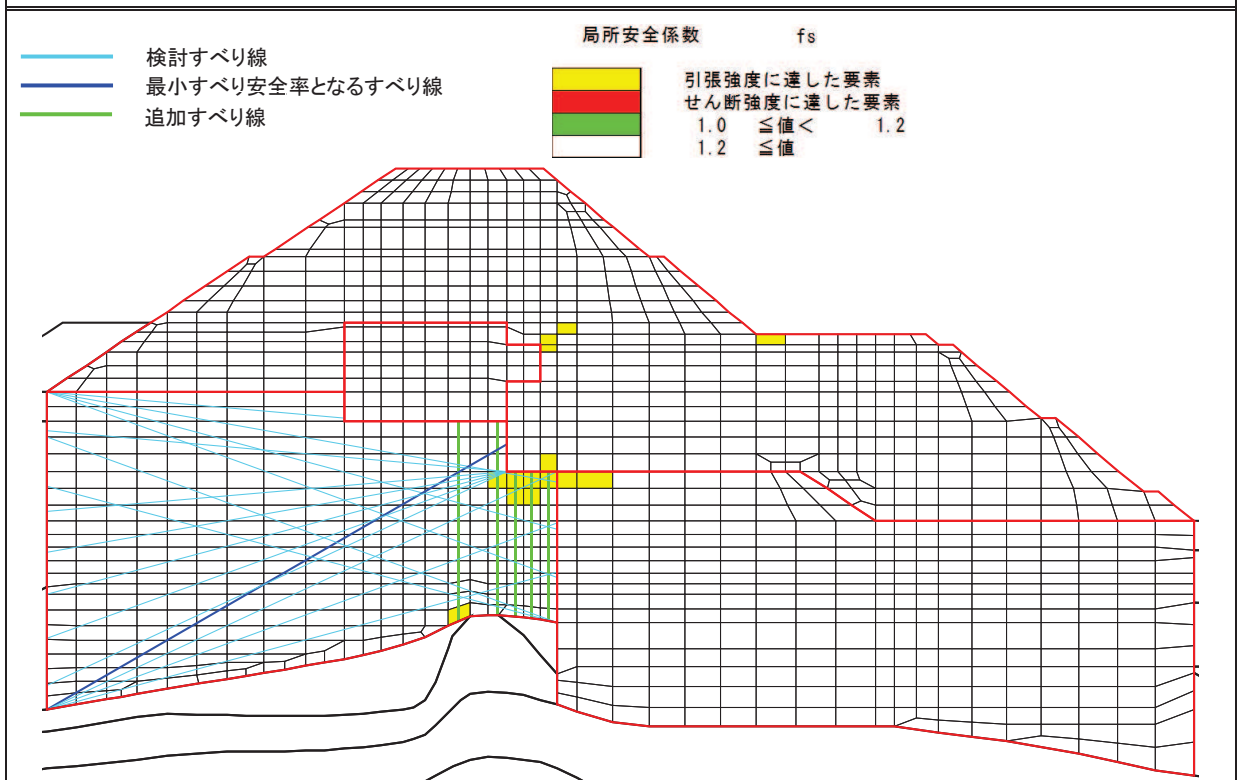 検討すべり線
最小すべり安全率となるすべり線
追加すべり線
局所安全係数 fs
引張強度に達した要素
せん断強度に達した要素
1.0 ≦値< 1.2
1.2 ≦値